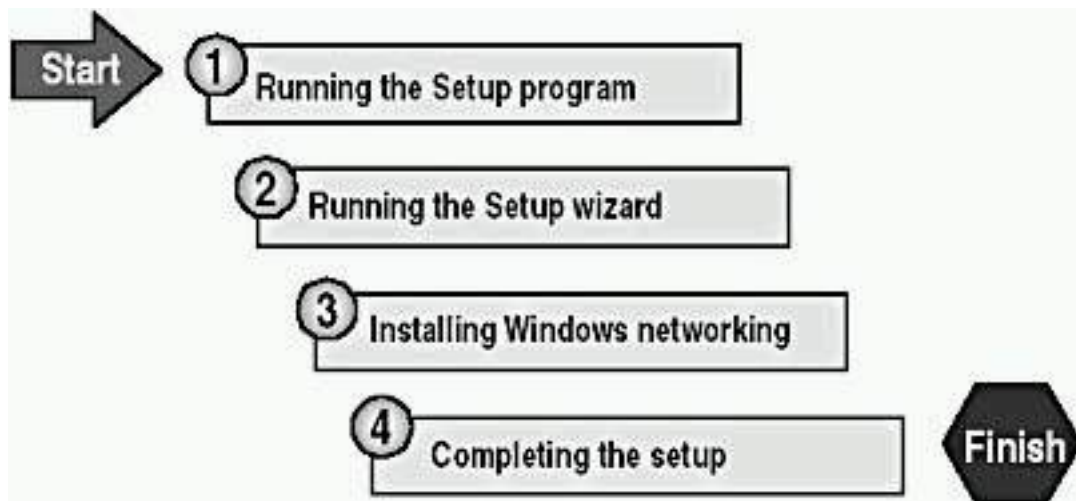 Start
1
Running the Setup program
2
Running the Setup wizard
3
Installing Windows networking
4
Completing the setup
Finish